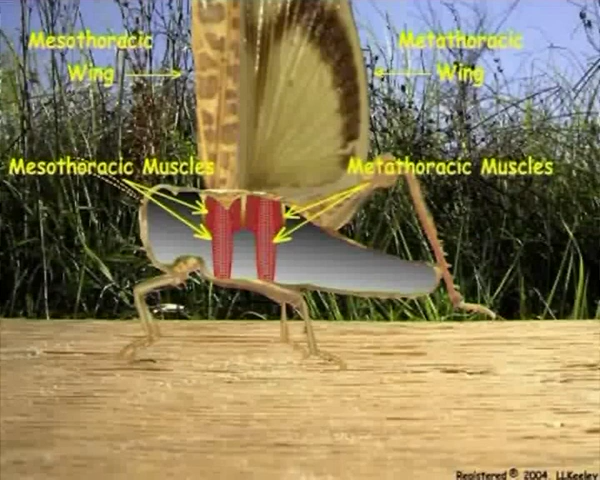 Mesothoracic
Wing
Metathoracic
Wing
Mesothoracic Muscles
Metathoracic Muscles
Registered ® 2004, LLKeeley